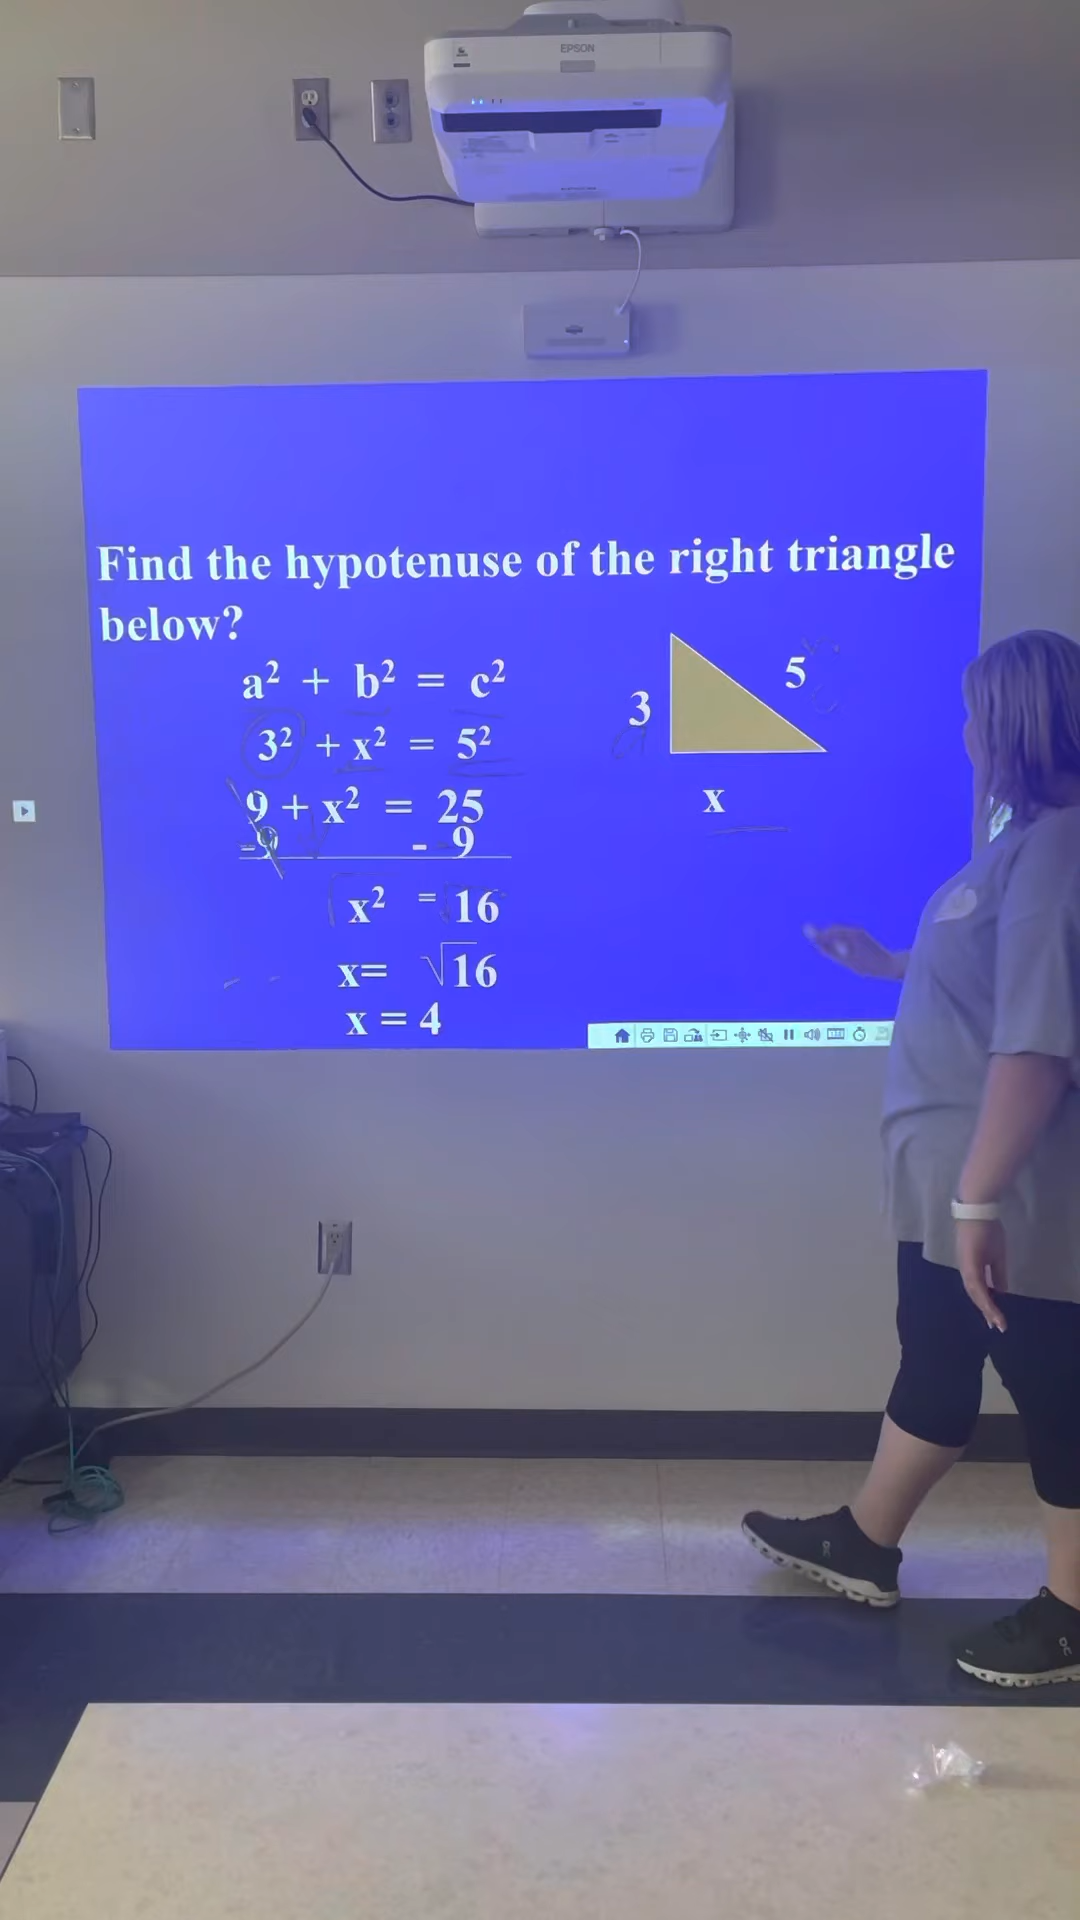 EPSON
Find the hypotenuse of the right triangle
below?
a² + b² = c²
3² + x² = 5²
9 + x² = 25
-9 - 9
x² = 16
x= √16
x = 4
3
5
x